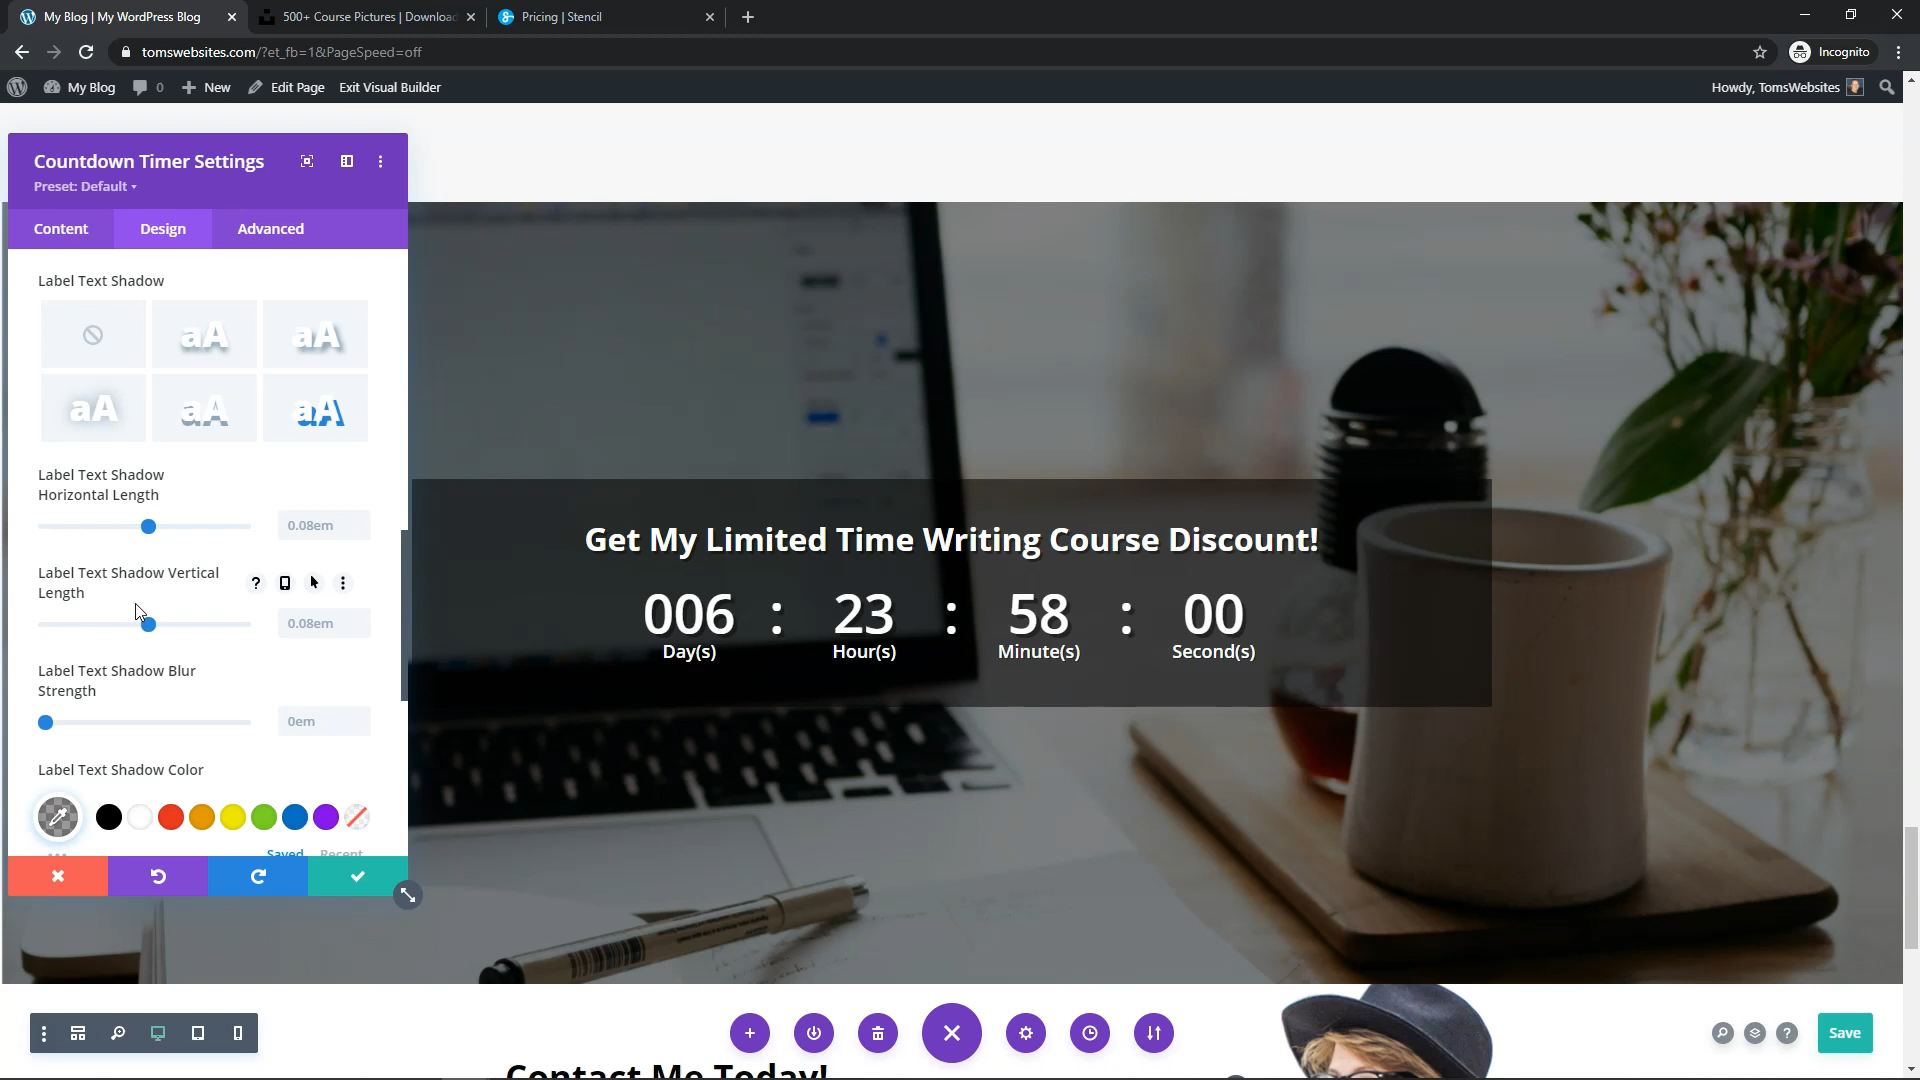 My Blog | My WordPress Blog
500+ Course Pictures | Download
Pricing | Stencil
tomswebsites.com/?et_fb=1&PageSpeed=off
Incognito
My Blog
0
New
Edit Page
Exit Visual Builder
Howdy, TomsWebsites
Countdown Timer Settings
Preset: Default
Content
Design
Advanced
Label Text Shadow
aA
aA
aA
aA
aA
Label Text Shadow
Horizontal Length
0.08em
Label Text Shadow Vertical
Length
?
0.08em
Label Text Shadow Blur
Strength
0em
Label Text Shadow Color
Saved
Recent
Get My Limited Time Writing Course Discount!
006 : 23 : 58 : 00
Day(s) Hour(s) Minute(s) Second(s)
?
Save
Contact Me Today!